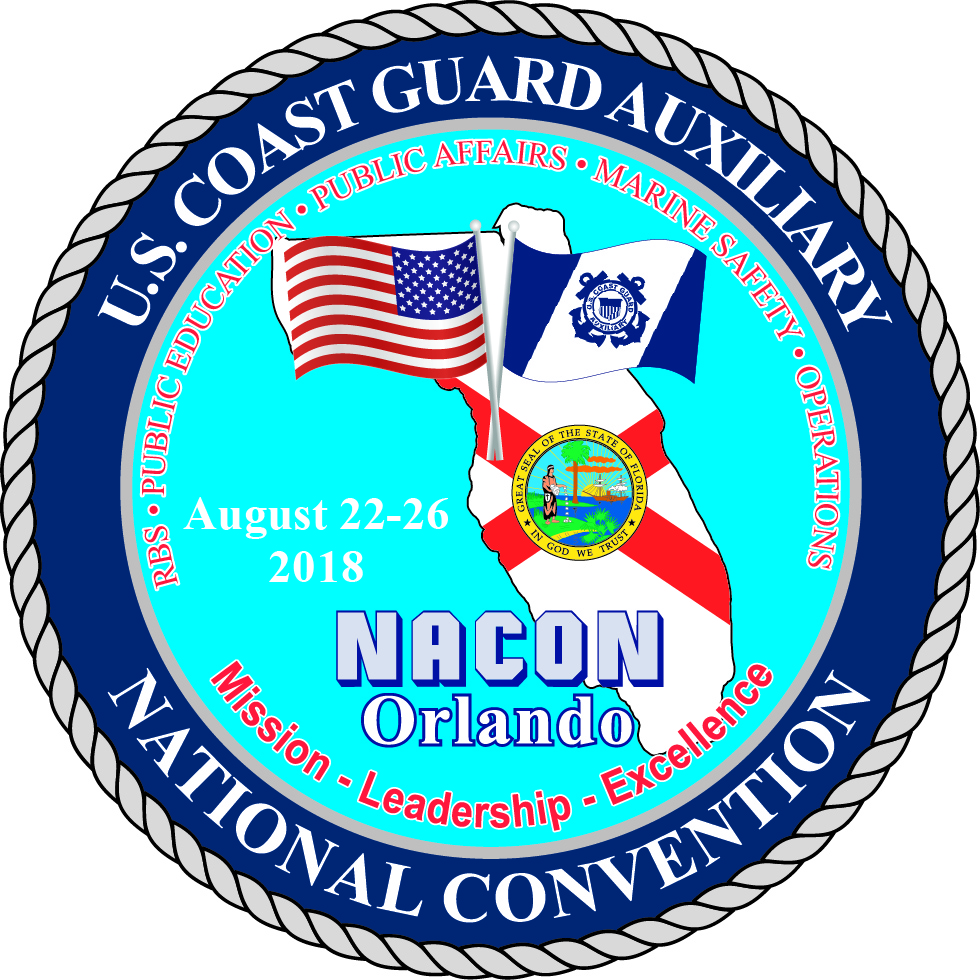 U.S. COAST GUARD AUXILIARY
RBS • PUBLIC EDUCATION • PUBLIC AFFAIRS • MARINE SAFETY • OPERATIONS
U.S. COAST GUARD
AUXILIARY
GREAT SEAL OF THE STATE OF FLORIDA
IN GOD WE TRUST
August 22-26
2018
NACON
Orlando
Mission - Leadership - Excellence
NATIONAL CONVENTION